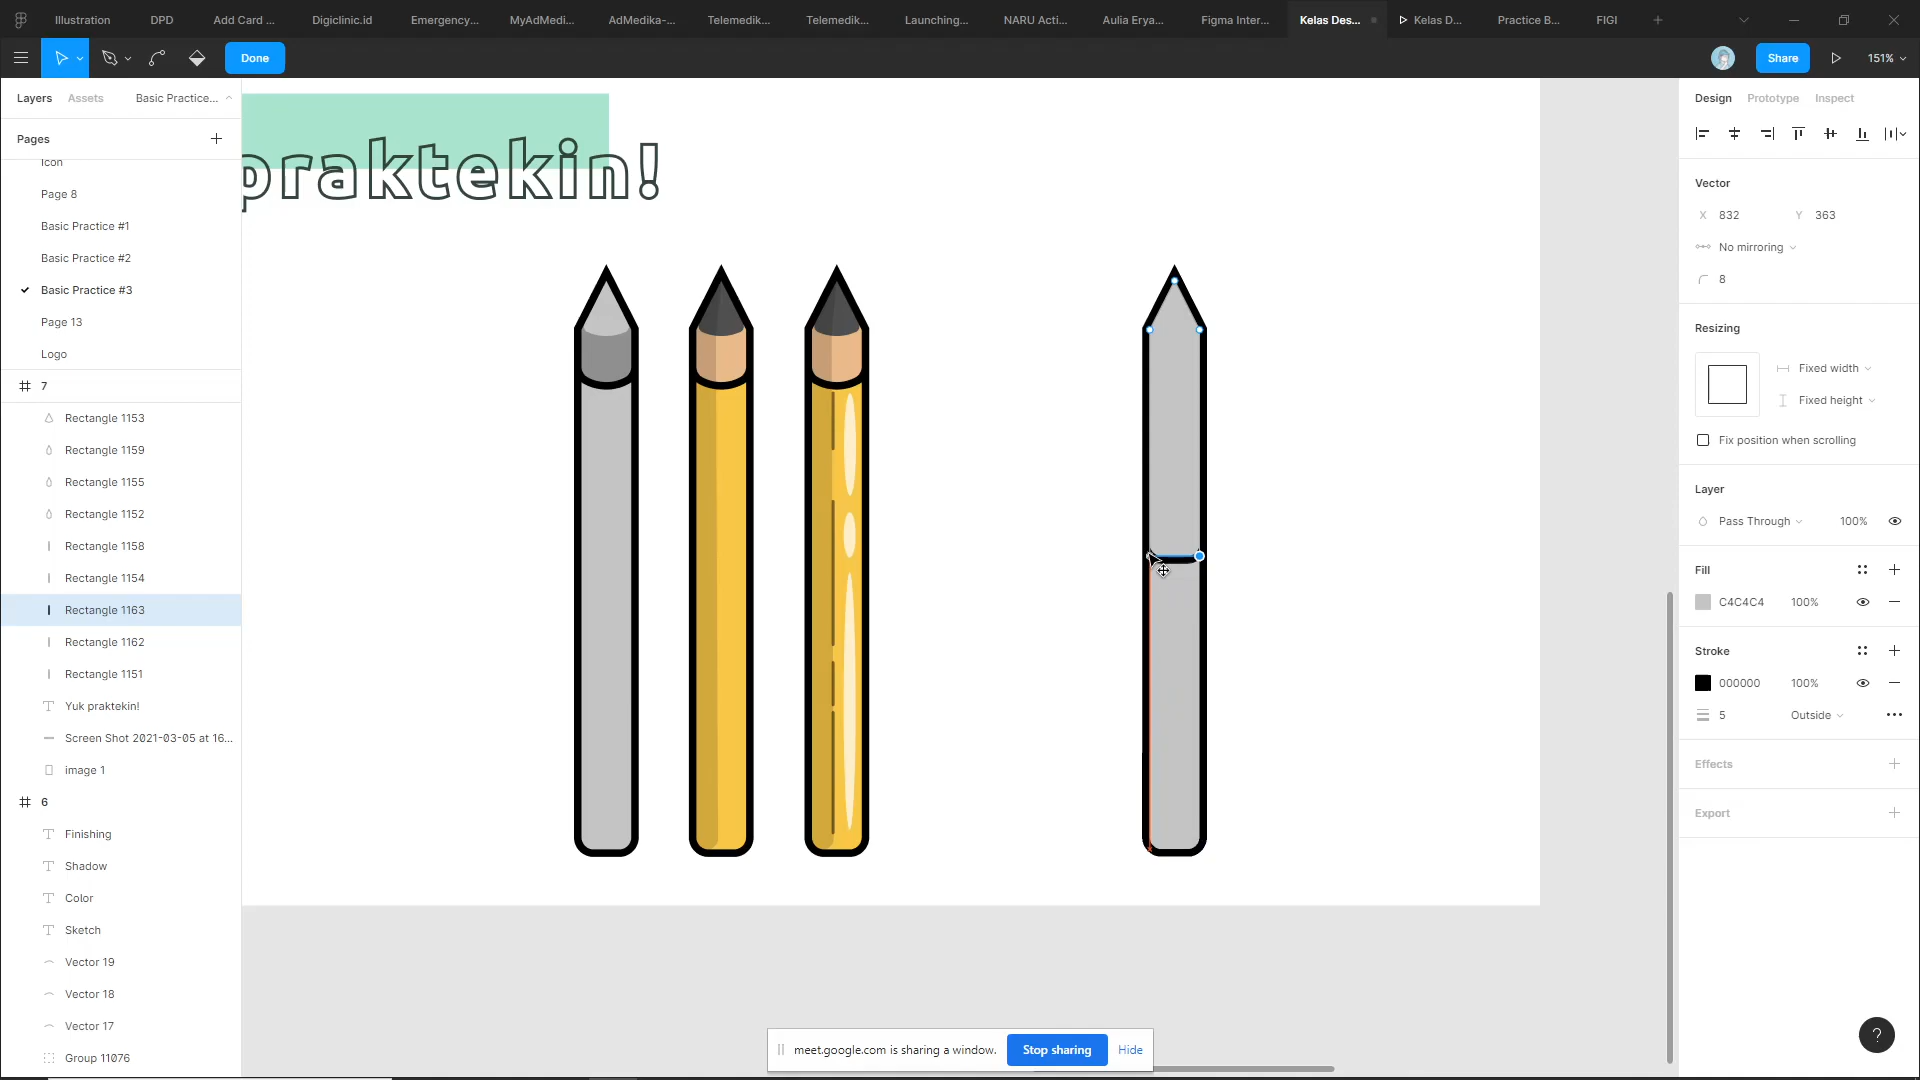 Illustration DPD Add Card ... Digiclinic.id Emergency... MyAdMedi... AdMedika-... Telemedik... Telemedik... Launching... NARU Acti... Aulia Erya... Figma Inter... Kelas Des... Kelas D... Practice B... FIGI
Done Share 151%
Layers Assets Basic Practice... Design Prototype Inspect
Pages
praktekin!
Icon
Page 8
Basic Practice #1
Basic Practice #2
Basic Practice #3
Page 13
Logo
7
Rectangle 1153
Rectangle 1159
Rectangle 1155
Rectangle 1152
Rectangle 1158
Rectangle 1154
Rectangle 1163
Rectangle 1162
Rectangle 1151
Yuk praktekin!
Screen Shot 2021-03-05 at 16...
image 1
6
Finishing
Shadow
Color
Sketch
Vector 19
Vector 18
Vector 17
Group 11076
Vector
X 832 Y 363
No mirroring
8
Resizing
Fixed width
Fixed height
Fix position when scrolling
Layer
Pass Through 100%
Fill
C4C4C4 100%
Stroke
000000 100%
5 Outside
Effects
Export
?
meet.google.com is sharing a window. Stop sharing Hide